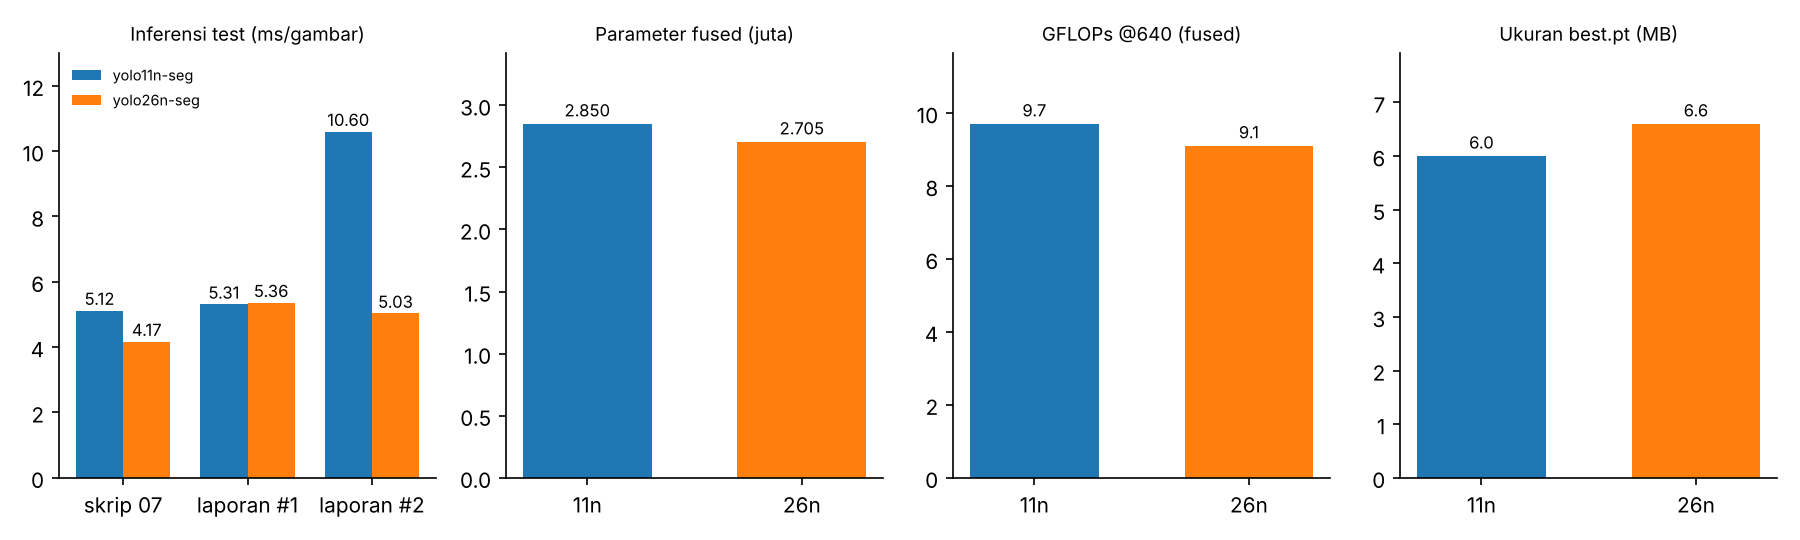 Inferensi test (ms/gambar)
yolo11n-seg
yolo26n-seg
12
10
8
6
4
2
0
5.12
4.17
5.31
5.36
10.60
5.03
skrip 07
laporan #1
laporan #2
Parameter fused (juta)
3.0
2.5
2.0
1.5
1.0
0.5
0.0
2.850
2.705
11n
26n
GFLOPs @640 (fused)
10
8
6
4
2
0
9.7
9.1
11n
26n
Ukuran best.pt (MB)
7
6
5
4
3
2
1
0
6.0
6.6
11n
26n